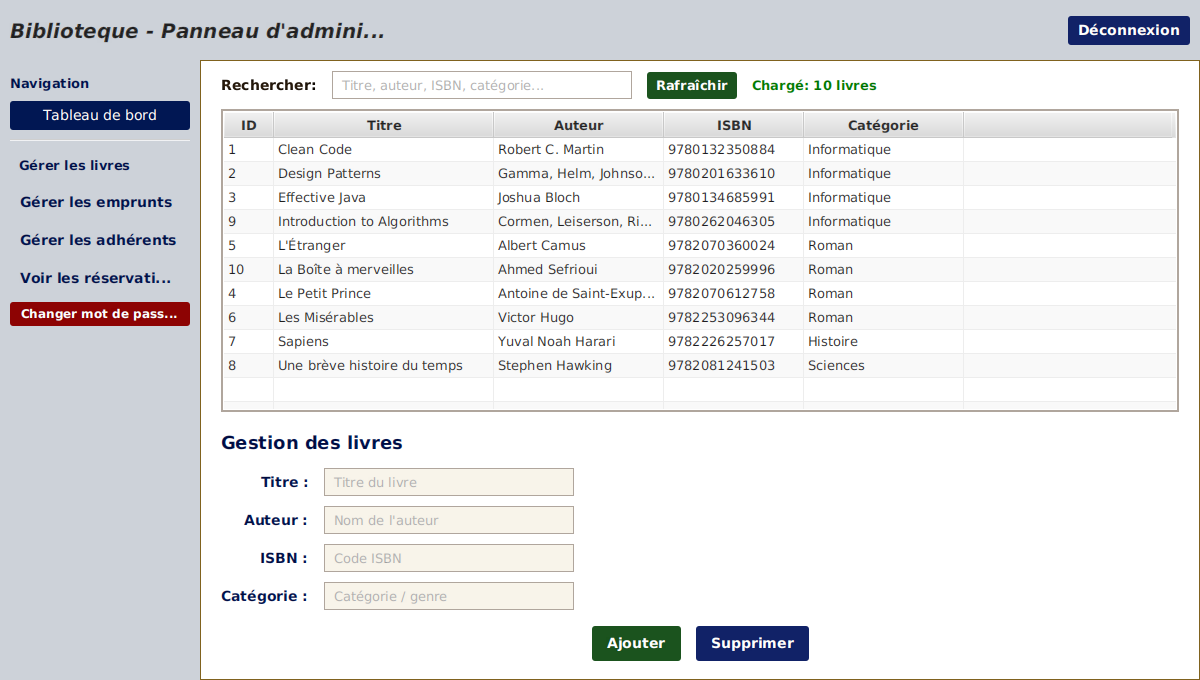 Biblioteque - Panneau d'admini...
Déconnexion
Navigation
Tableau de bord
Gérer les livres
Gérer les emprunts
Gérer les adhérents
Voir les réservati...
Changer mot de pass...
Rechercher: Titre, auteur, ISBN, catégorie... Rafraîchir Chargé: 10 livres
ID Titre Auteur ISBN Catégorie
1 Clean Code Robert C. Martin 9780132350884 Informatique
2 Design Patterns Gamma, Helm, Johnso... 9780201633610 Informatique
3 Effective Java Joshua Bloch 9780134685991 Informatique
9 Introduction to Algorithms Cormen, Leiserson, Ri... 9780262046305 Informatique
5 L'Étranger Albert Camus 9782070360024 Roman
10 La Boîte à merveilles Ahmed Sefrioui 9782020259996 Roman
4 Le Petit Prince Antoine de Saint-Exup... 9782070612758 Roman
6 Les Misérables Victor Hugo 9782253096344 Roman
7 Sapiens Yuval Noah Harari 9782226257017 Histoire
8 Une brève histoire du temps Stephen Hawking 9782081241503 Sciences
Gestion des livres
Titre : Titre du livre
Auteur : Nom de l'auteur
ISBN : Code ISBN
Catégorie : Catégorie / genre
Ajouter Supprimer